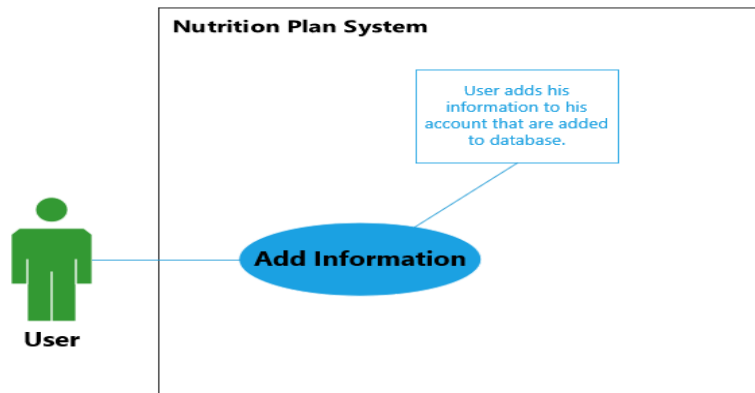 Nutrition Plan System
User adds his
information to his
account that are added
to database.
Add Information
User